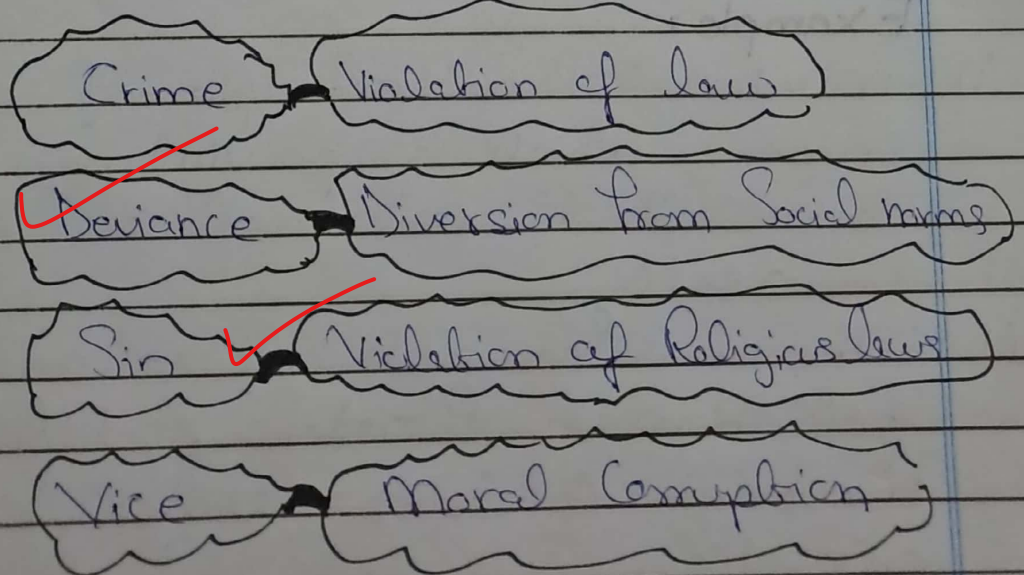 Crime Violation of law
Deviance Diversion from Social norms
Sin Violation of Religious laws
Vice Moral Corruption